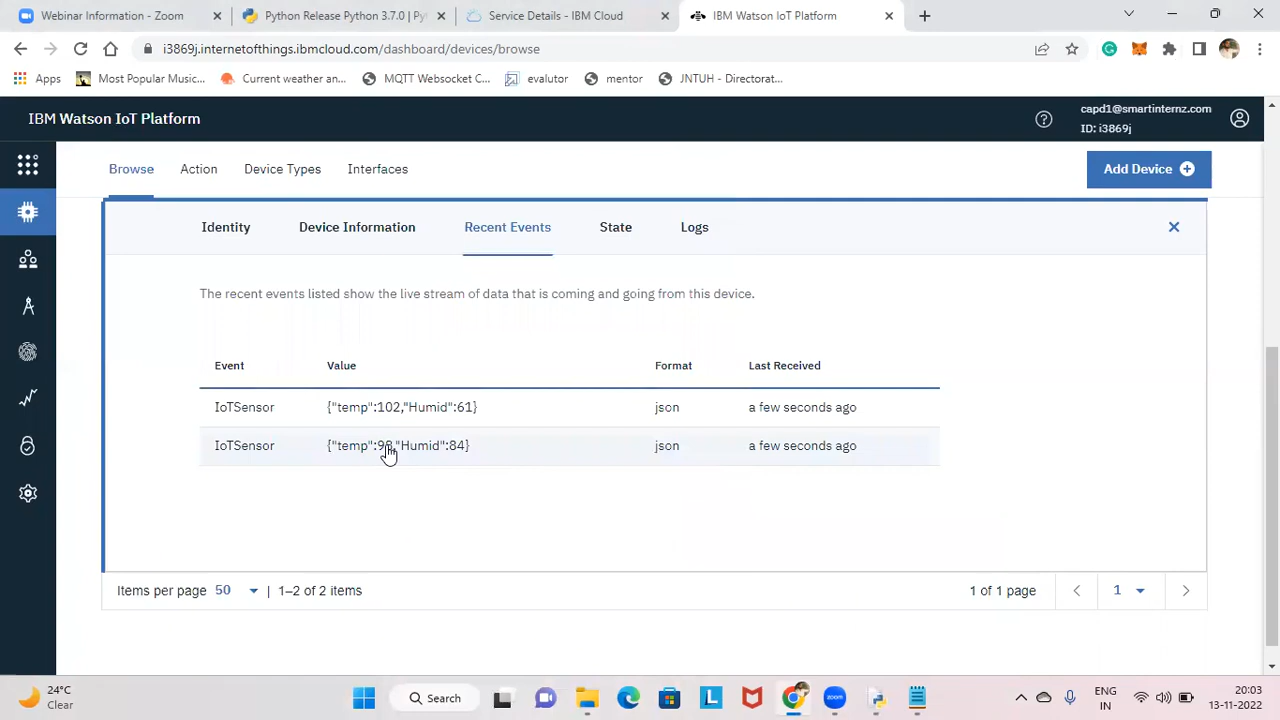 Webinar Information - Zoom
Python Release Python 3.7.0 | Py
Service Details - IBM Cloud
IBM Watson IoT Platform
i3869j.internetofthings.ibmcloud.com/dashboard/devices/browse
Apps
Most Popular Music...
Current weather an...
MQTT Websocket C...
evalutor
mentor
JNTUH - Directorat...
IBM Watson IoT Platform
capd1@smartinternz.com
ID: i3869j
Browse
Action
Device Types
Interfaces
Add Device
Identity
Device Information
Recent Events
State
Logs
The recent events listed show the live stream of data that is coming and going from this device.
Event Value Format Last Received
IoTSensor {"temp":102,"Humid":61} json a few seconds ago
IoTSensor "Humid":84} json a few seconds ago
Items per page 50 | 1–2 of 2 items
1 of 1 page
1
24°C
Clear
Search
zoom
ENG
IN
20:03
13-11-2022